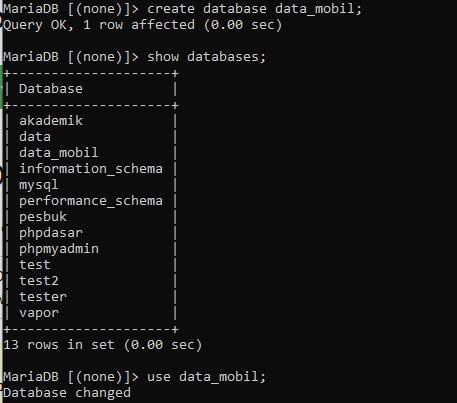 MariaDB [(none)]> create database data_mobil;
Query OK, 1 row affected (0.00 sec)

MariaDB [(none)]> show databases;
+--------------------+
| Database           |
+--------------------+
| akademik           |
| data               |
| data_mobil         |
| information_schema |
| mysql              |
| performance_schema |
| pesbuk             |
| phpdasar           |
| phpmyadmin         |
| test               |
| test2              |
| tester             |
| vapor              |
+--------------------+
13 rows in set (0.00 sec)

MariaDB [(none)]> use data_mobil;
Database changed